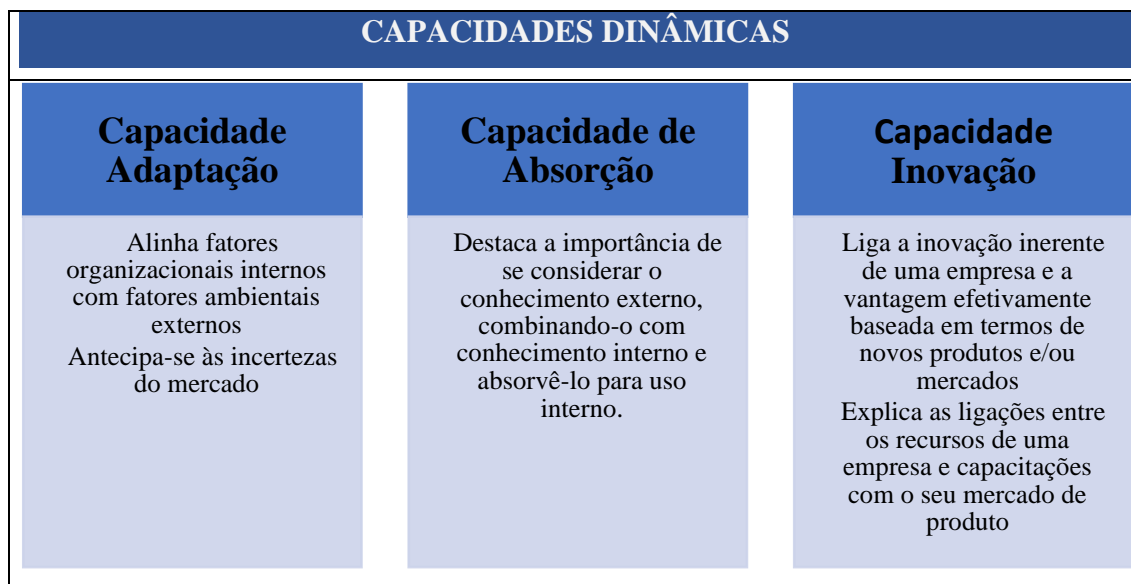 CAPACIDADES DINÂMICAS
Capacidade
Adaptação
Alinha fatores
organizacionais internos
com fatores ambientais
externos
Antecipa-se às incertezas
do mercado
Capacidade de
Absorção
Destaca a importância de
se considerar o
conhecimento externo,
combinando-o com
conhecimento interno e
absorvê-lo para uso
interno.
Capacidade
Inovação
Liga a inovação inerente
de uma empresa e a
vantagem efetivamente
baseada em termos de
novos produtos e/ou
mercados
Explica as ligações entre
os recursos de uma
empresa e capacitações
com o seu mercado de
produto